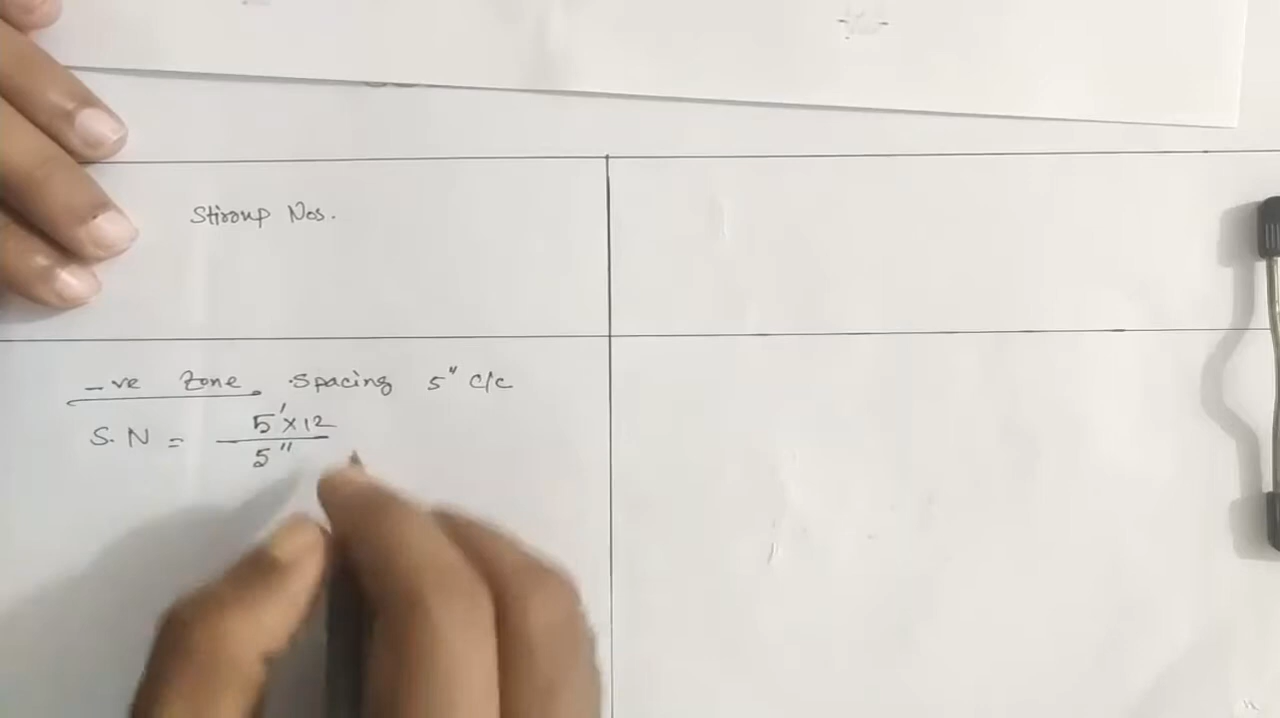 Stirrup Nos.
-ve Zone. Spacing 5" c/c
S.N = 5'x12
5"